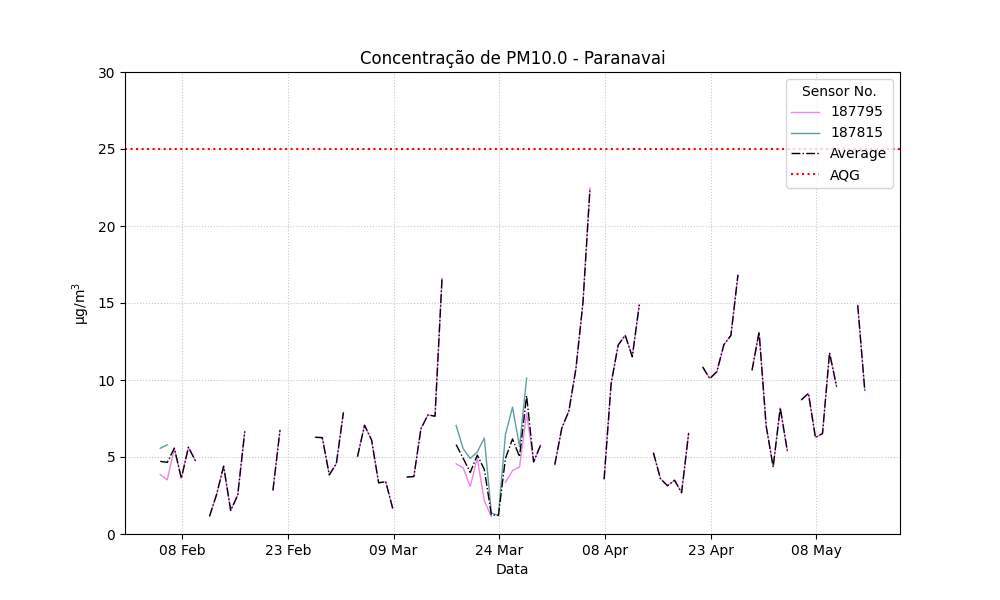 Concentração de PM10.0 - Paranavai
30
25
20
15
10
5
0
µg/m³
08 Feb
23 Feb
09 Mar
24 Mar
08 Apr
23 Apr
08 May
Data
Sensor No.
187795
187815
Average
AQG